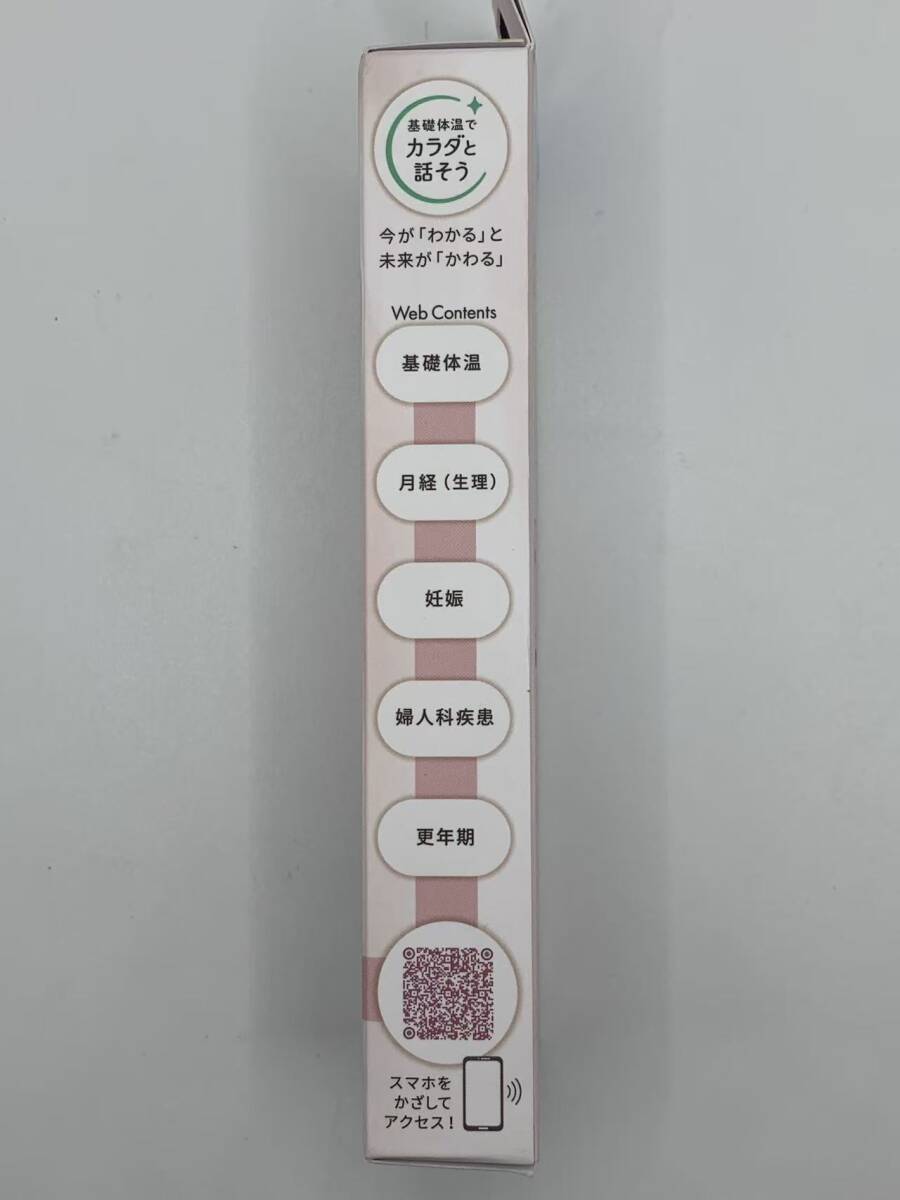 基礎体温で
カラダと
話そう
今が「わかる」と
未来が「かわる」
Web Contents
基礎体温
月経（生理）
妊娠
婦人科疾患
更年期
スマホを
かざして
アクセス！